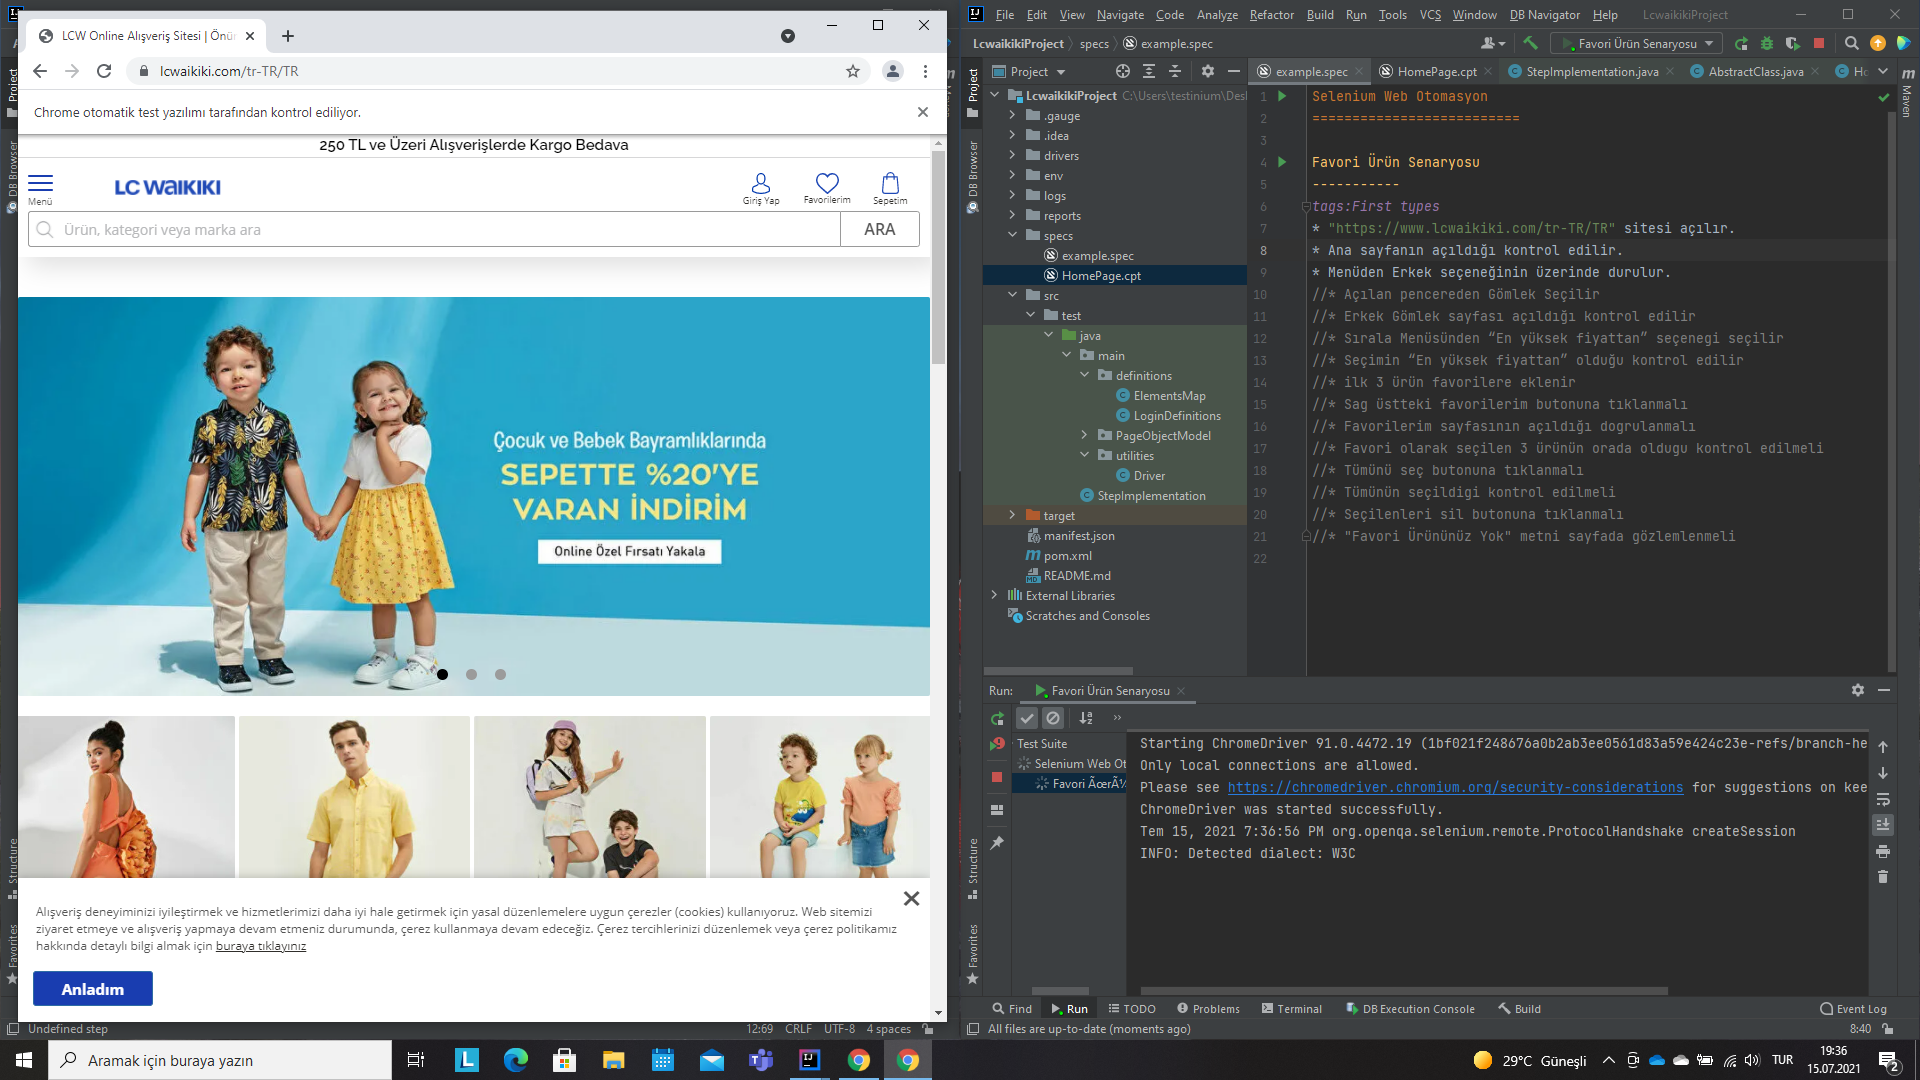 LCW Online Alışveriş Sitesi | Önür
lcwaikiki.com/tr-TR/TR
Chrome otomatik test yazılımı tarafından kontrol ediliyor.
250 TL ve Üzeri Alışverişlerde Kargo Bedava
Menü
LC WAIKIKI
Giriş Yap
Favorilerim
Sepetim
Ürün, kategori veya marka ara
ARA
Çocuk ve Bebek Bayramlıklarında
SEPETTE %20'YE
VARAN İNDİRİM
Online Özel Fırsatı Yakala
Alışveriş deneyiminizi iyileştirmek ve hizmetlerimizi daha iyi hale getirmek için yasal düzenlemelere uygun çerezler (cookies) kullanıyoruz. Web sitemizi
ziyaret etmeye ve alışveriş yapmaya devam etmeniz durumunda, çerez kullanmaya devam edeceğiz. Çerez tercihlerinizi düzenlemek veya çerez politikamız
hakkında detaylı bilgi almak için buraya tıklayınız
Anladım
Project
DB Browser
Structure
Favorites
Undefined step
12:69 CRLF UTF-8 4 spaces
File Edit View Navigate Code Analyze Refactor Build Run Tools VCS Window DB Navigator Help LcwaikikiProject
LcwaikikiProject specs example.spec
Favori Ürün Senaryosu
Project
example.spec HomePage.cpt StepImplementation.java AbstractClass.java Ho
Project
DB Browser
Structure
Favorites
Maven
LcwaikikiProject C:\Users\testinium\Des
.gauge
.idea
drivers
env
logs
reports
specs
example.spec
HomePage.cpt
src
test
java
main
definitions
ElementsMap
LoginDefinitions
PageObjectModel
utilities
Driver
StepImplementation
target
manifest.json
pom.xml
README.md
External Libraries
Scratches and Consoles
1 Selenium Web Otomasyon
2 ==========================
3
4 Favori Ürün Senaryosu
5 -----------
6 tags:First types
7 * "https://www.lcwaikiki.com/tr-TR/TR" sitesi açılır.
8 * Ana sayfanın açıldığı kontrol edilir.
9 * Menüden Erkek seçeneğinin üzerinde durulur.
10 //* Açılan pencereden Gömlek Seçilir
11 //* Erkek Gömlek sayfası açıldığı kontrol edilir
12 //* Sırala Menüsünden “En yüksek fiyattan” seçenegi seçilir
13 //* Seçimin “En yüksek fiyattan” olduğu kontrol edilir
14 //* ilk 3 ürün favorilere eklenir
15 //* Sag üstteki favorilerim butonuna tıklanmalı
16 //* Favorilerim sayfasının açıldığı dogrulanmalı
17 //* Favori olarak seçilen 3 ürünün orada oldugu kontrol edilmeli
18 //* Tümünü seç butonuna tıklanmalı
19 //* Tümünün seçildigi kontrol edilmeli
20 //* Seçilenleri sil butonuna tıklanmalı
21 //* "Favori Ürününüz Yok" metni sayfada gözlemlenmeli
22
Run: Favori Ürün Senaryosu
Test Suite
Selenium Web Ot
Favori ÃœrÃ¼
Starting ChromeDriver 91.0.4472.19 (1bf021f248676a0b2ab3ee0561d83a59e424c23e-refs/branch-he
Only local connections are allowed.
Please see https://chromedriver.chromium.org/security-considerations for suggestions on kee
ChromeDriver was started successfully.
Tem 15, 2021 7:36:56 PM org.openqa.selenium.remote.ProtocolHandshake createSession
INFO: Detected dialect: W3C
Find Run TODO Problems Terminal DB Execution Console Build Event Log
All files are up-to-date (moments ago)
8:40
Aramak için buraya yazın
29°C Güneşli
TUR
19:36
15.07.2021
2